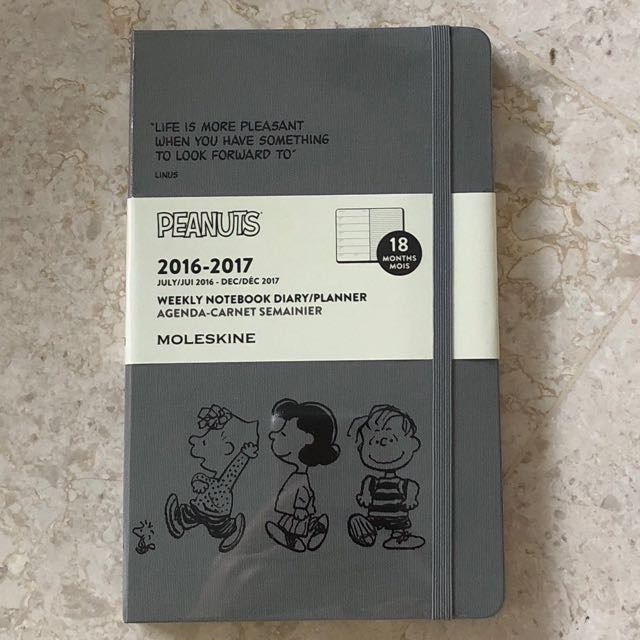 "LIFE IS MORE PLEASANT
WHEN YOU HAVE SOMETHING
TO LOOK FORWARD TO"
LINUS
PEANUTS
2016-2017
JULY/JUI 2016 - DEC/DÉC 2017
WEEKLY NOTEBOOK DIARY/PLANNER
AGENDA-CARNET SEMAINIER
MOLESKINE
18
MONTHS
MOIS